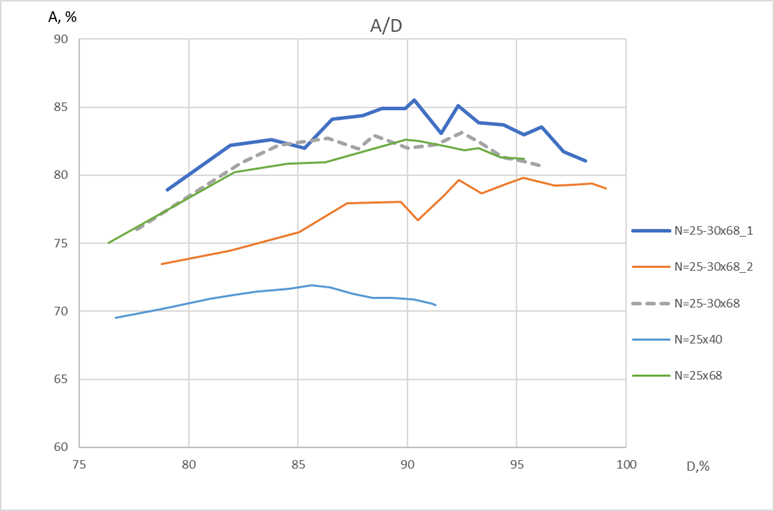 A, %
A/D
90
85
80
75
70
65
60
75 80 85 90 95 100
D,%
N=25-30x68_1
N=25-30x68_2
N=25-30x68
N=25x40
N=25x68